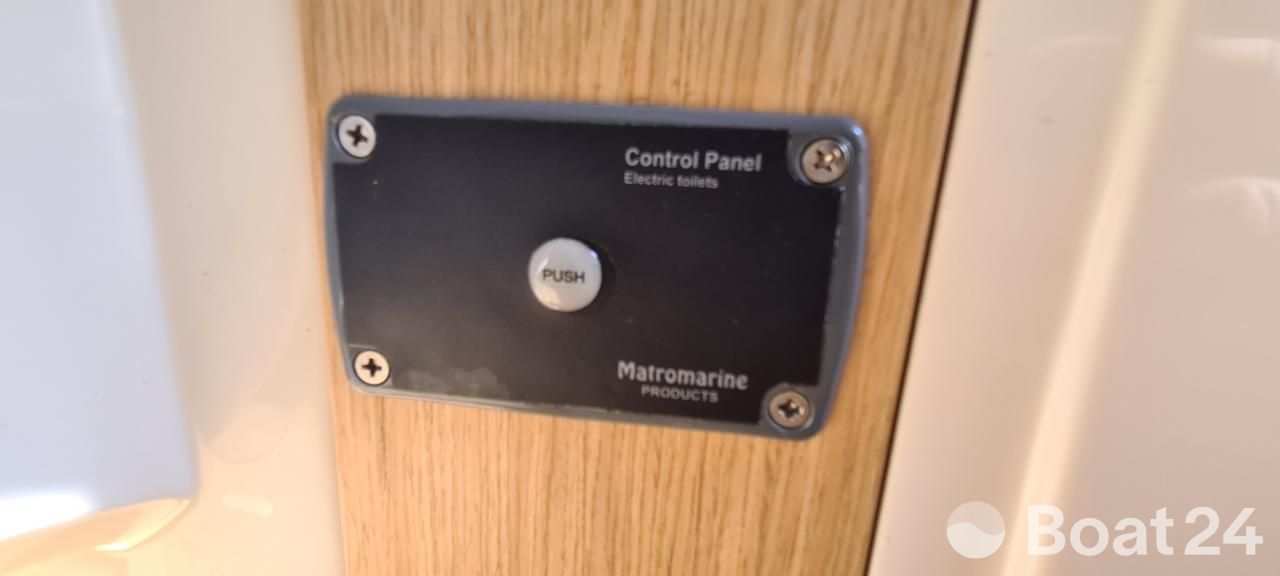 Control Panel
Electric toilets
PUSH
Matromarine
PRODUCTS
Boat24